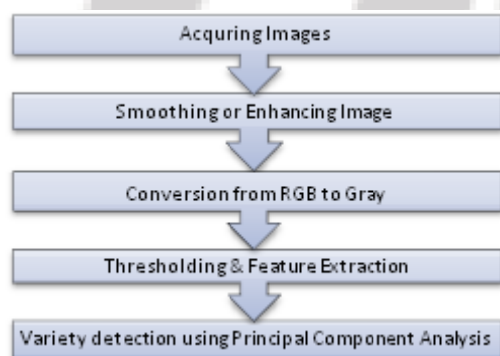 Acquring Images
Smoothing or Enhancing Image
Conversion from RGB to Gray
Thresholding & Feature Extraction
Variety detection using Principal Component Analysis